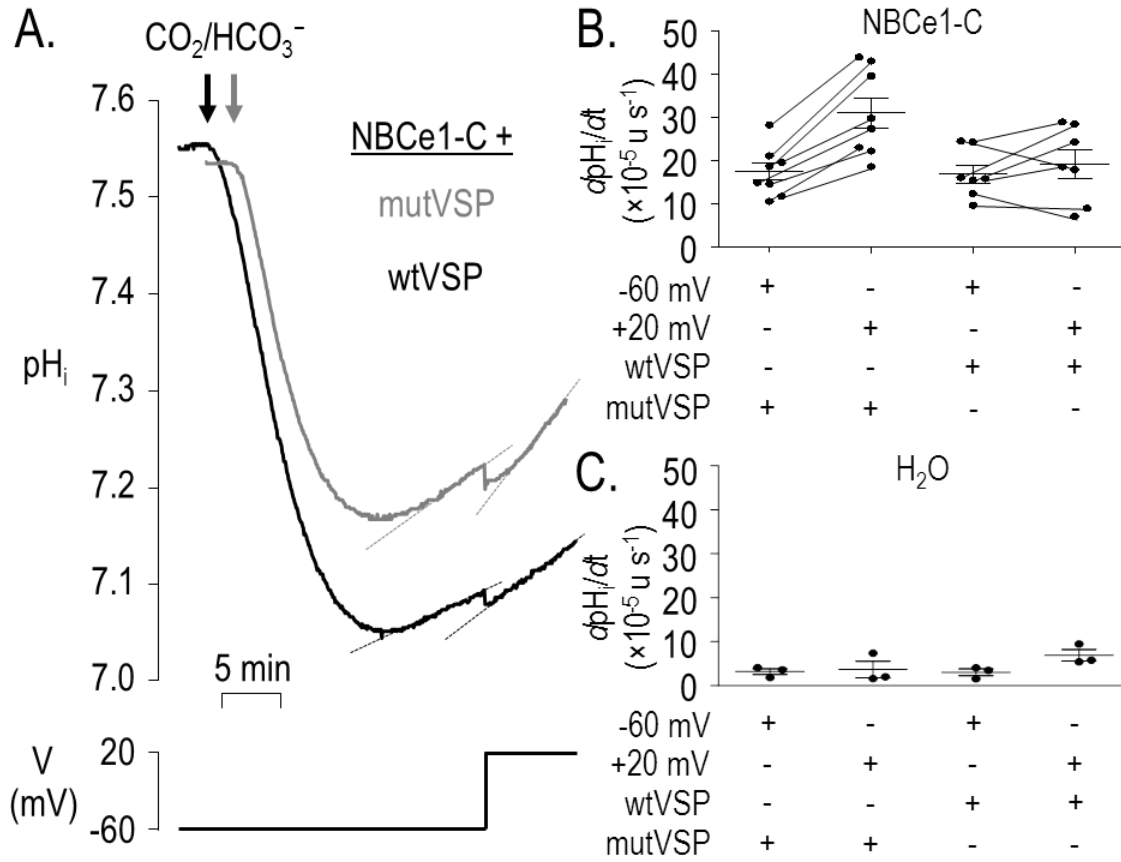 A.
CO₂/HCO₃⁻
7.6
7.5
7.4
7.3
7.2
7.1
7.0
pHᵢ
NBCe1-C +
mutVSP
wtVSP
5 min
V
(mV)
20
-60
B.
NBCe1-C
50
40
30
20
10
0
dpHᵢ/dt
(×10⁻⁵ u s⁻¹)
-60 mV + - + -
+20 mV - + - +
wtVSP - - + +
mutVSP + + - -
C.
H₂O
50
40
30
20
10
0
dpHᵢ/dt
(×10⁻⁵ u s⁻¹)
-60 mV + - + -
+20 mV - + - +
wtVSP - - + +
mutVSP + + - -